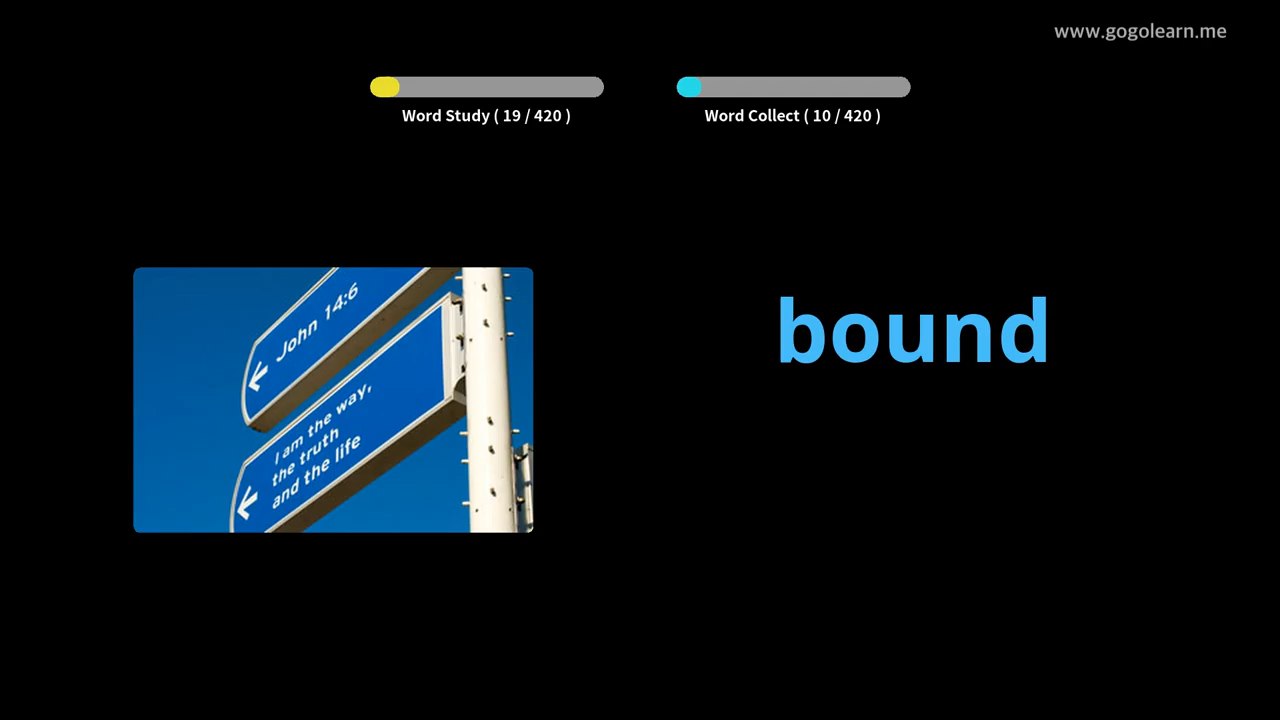 www.gogolearn.me
Word Study ( 19 / 420 )
Word Collect ( 10 / 420 )
John 14:6
I am the way,
the truth
and the life
bound